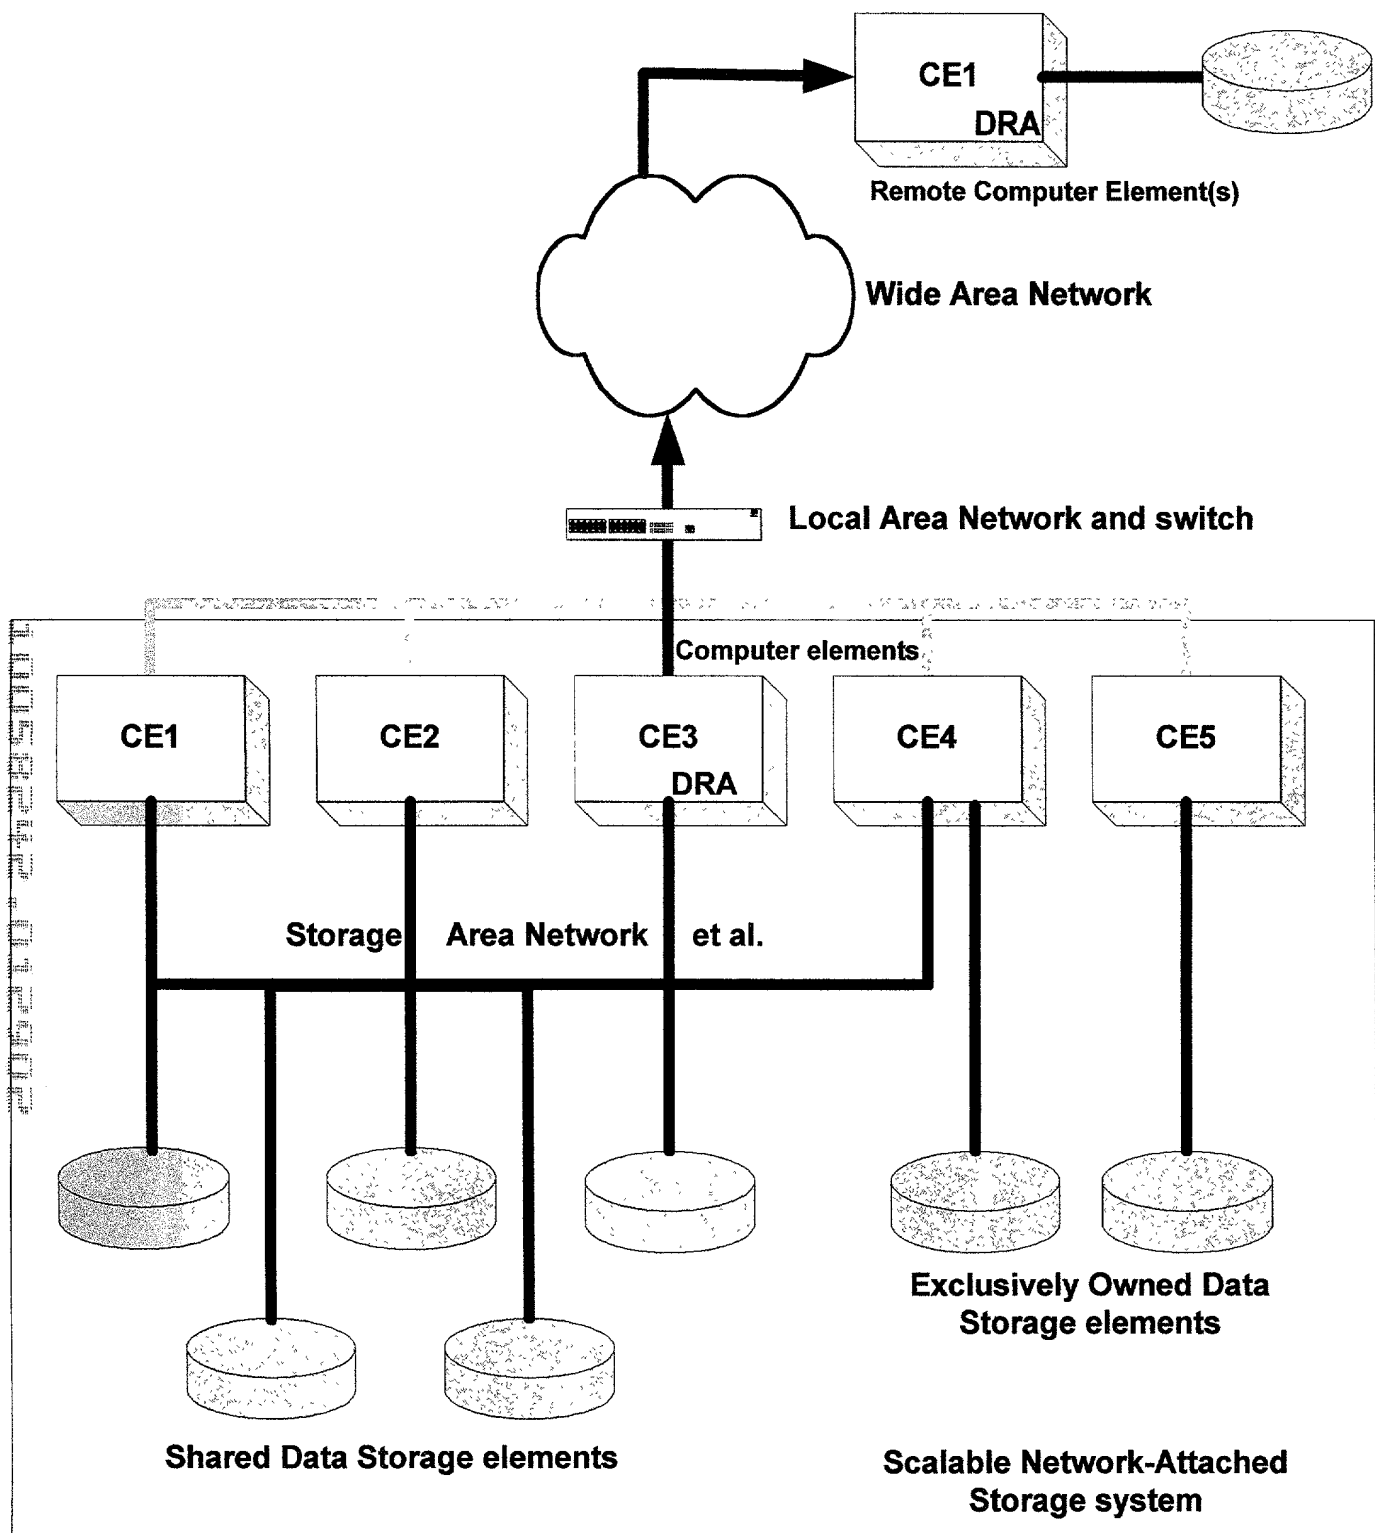 CE1
DRA
Remote Computer Element(s)
Wide Area Network
Local Area Network and switch
Computer elements
CE1
CE2
CE3
CE4
CE5
DRA
Storage Area Network et al.
Exclusively Owned Data
Storage elements
Shared Data Storage elements
Scalable Network-Attached
Storage system